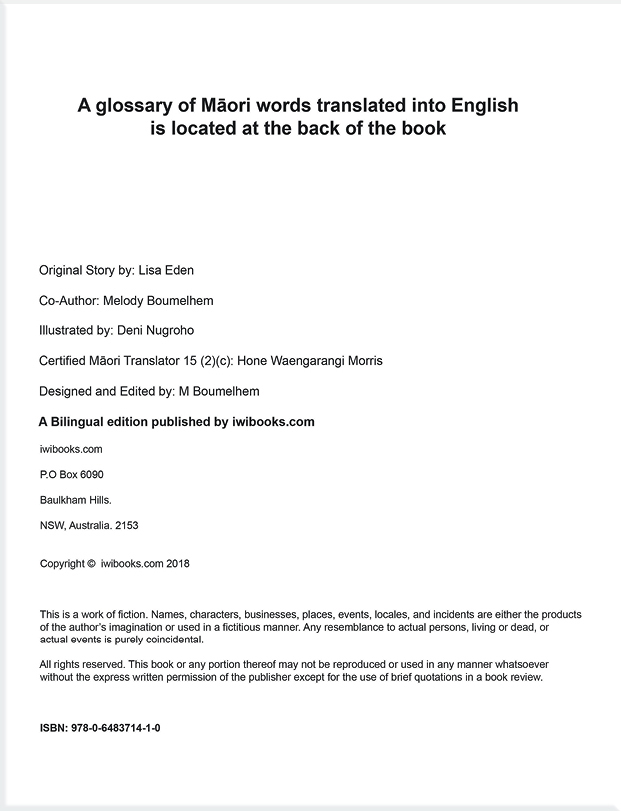 A glossary of Māori words translated into English
is located at the back of the book
Original Story by: Lisa Eden
Co-Author: Melody Boumelhem
Illustrated by: Deni Nugroho
Certified Māori Translator 15 (2)(c): Hone Waengarangi Morris
Designed and Edited by: M Boumelhem
A Bilingual edition published by iwibooks.com
iwibooks.com
P.O Box 6090
Baulkham Hills.
NSW, Australia. 2153
Copyright © iwibooks.com 2018
This is a work of fiction. Names, characters, businesses, places, events, locales, and incidents are either the products
of the author's imagination or used in a fictitious manner. Any resemblance to actual persons, living or dead, or
actual events is purely coincidental.
All rights reserved. This book or any portion thereof may not be reproduced or used in any manner whatsoever
without the express written permission of the publisher except for the use of brief quotations in a book review.
ISBN: 978-0-6483714-1-0